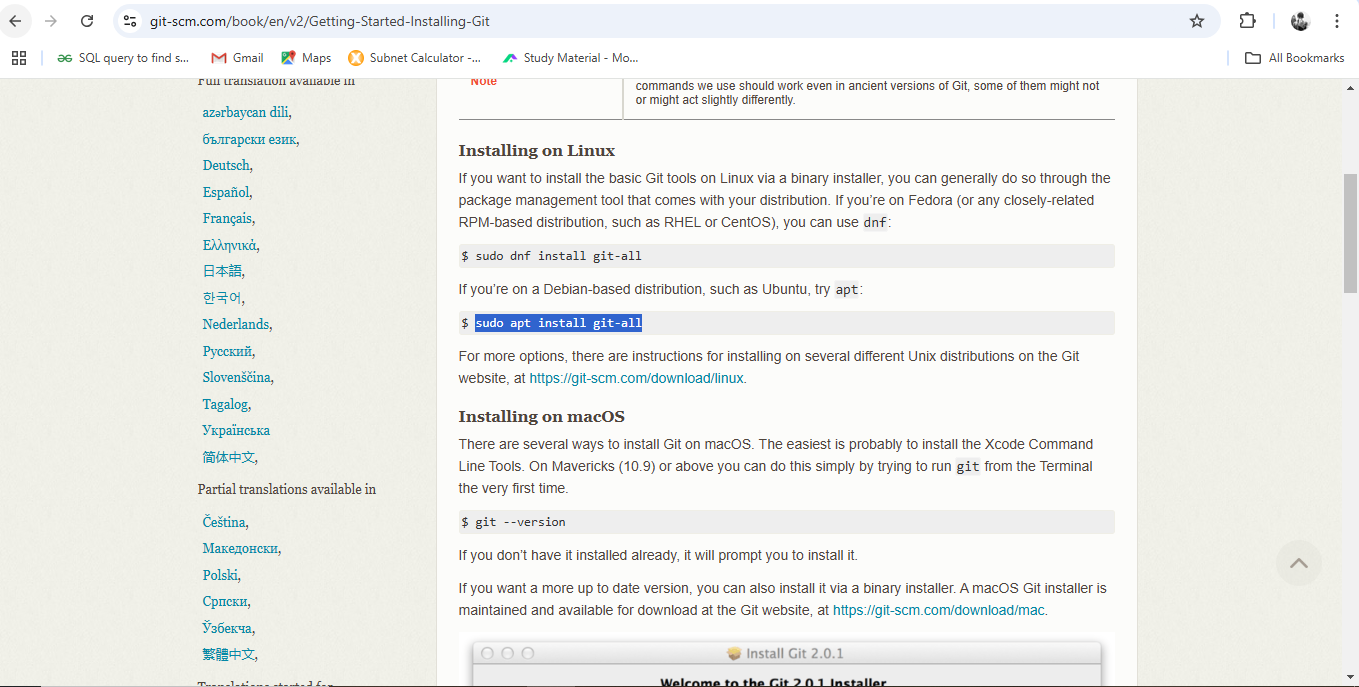 git-scm.com/book/en/v2/Getting-Started-Installing-Git
SQL query to find s...
Gmail
Maps
Subnet Calculator -...
Study Material - Mo...
All Bookmarks
Full translation available in
azərbaycan dili,
български език,
Deutsch,
Español,
Français,
Ελληνικά,
日本語,
한국어,
Nederlands,
Русский,
Slovenščina,
Tagalog,
Українська
简体中文,
Partial translations available in
Čeština,
Македонски,
Polski,
Српски,
Ўзбекча,
繁體中文,
Translations started for
Note
commands we use should work even in ancient versions of Git, some of them might not
or might act slightly differently.
Installing on Linux
If you want to install the basic Git tools on Linux via a binary installer, you can generally do so through the
package management tool that comes with your distribution. If you’re on Fedora (or any closely-related
RPM-based distribution, such as RHEL or CentOS), you can use dnf:
$ sudo dnf install git-all
If you’re on a Debian-based distribution, such as Ubuntu, try apt:
$ sudo apt install git-all
For more options, there are instructions for installing on several different Unix distributions on the Git
website, at https://git-scm.com/download/linux.
Installing on macOS
There are several ways to install Git on macOS. The easiest is probably to install the Xcode Command
Line Tools. On Mavericks (10.9) or above you can do this simply by trying to run git from the Terminal
the very first time.
$ git --version
If you don’t have it installed already, it will prompt you to install it.
If you want a more up to date version, you can also install it via a binary installer. A macOS Git installer is
maintained and available for download at the Git website, at https://git-scm.com/download/mac.
Install Git 2.0.1
Welcome to the Git 2.0.1 Installer